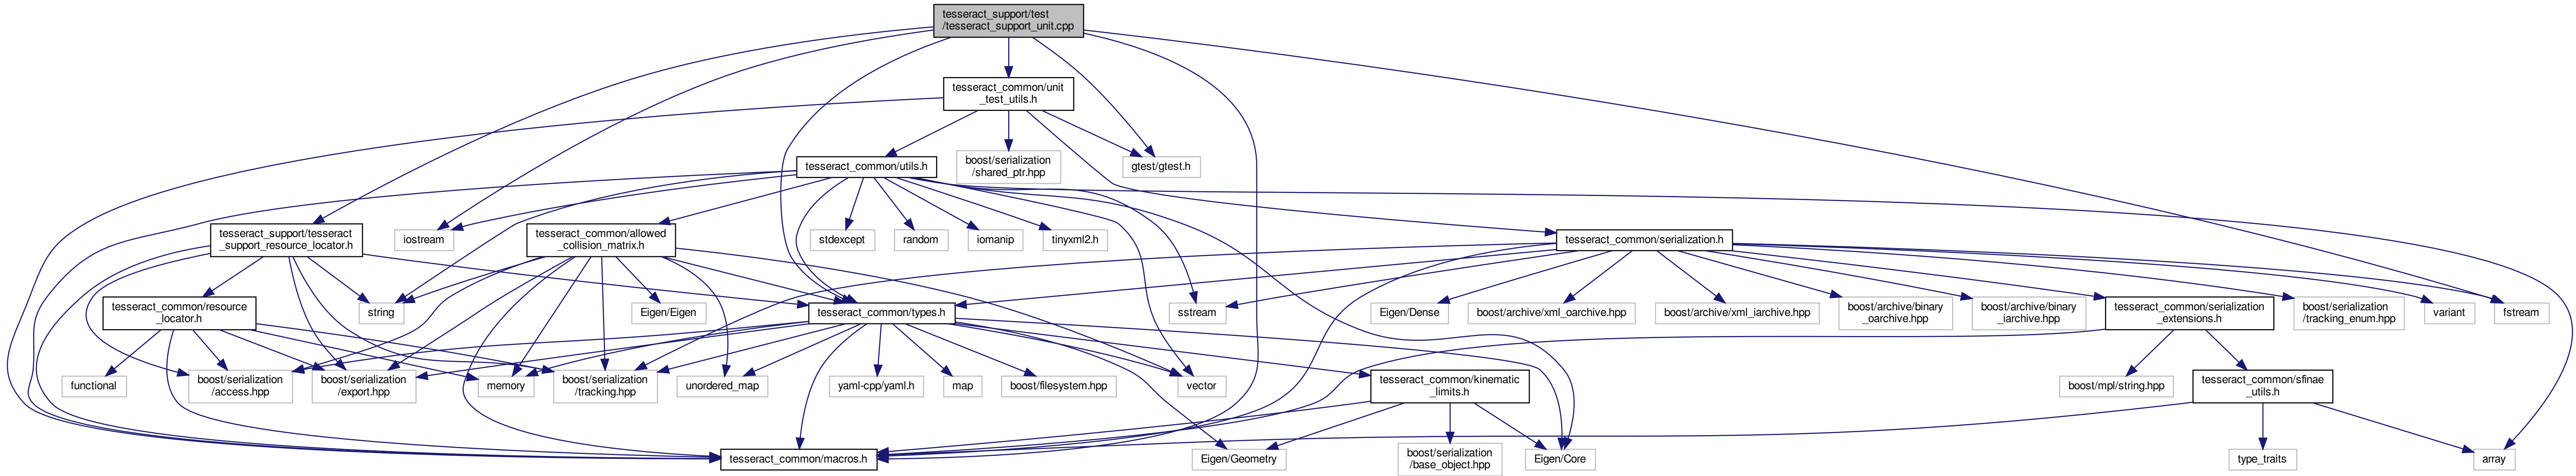 tesseract_support/test
/tesseract_support_unit.cpp
tesseract_common/unit
_test_utils.h
tesseract_common/utils.h
boost/serialization
/shared_ptr.hpp
gtest/gtest.h
tesseract_support/tesseract
_support_resource_locator.h
iostream
tesseract_common/allowed
_collision_matrix.h
stdexcept
random
iomanip
tinyxml2.h
tesseract_common/serialization.h
tesseract_common/resource
_locator.h
string
Eigen/Eigen
tesseract_common/types.h
sstream
Eigen/Dense
boost/archive/xml_oarchive.hpp
boost/archive/xml_iarchive.hpp
boost/archive/binary
_oarchive.hpp
boost/archive/binary
_iarchive.hpp
tesseract_common/serialization
_extensions.h
boost/serialization
/tracking_enum.hpp
variant
fstream
functional
boost/serialization
/access.hpp
boost/serialization
/export.hpp
memory
boost/serialization
/tracking.hpp
unordered_map
yaml-cpp/yaml.h
map
boost/filesystem.hpp
vector
tesseract_common/kinematic
_limits.h
boost/mpl/string.hpp
tesseract_common/sfinae
_utils.h
tesseract_common/macros.h
Eigen/Geometry
boost/serialization
/base_object.hpp
Eigen/Core
type_traits
array